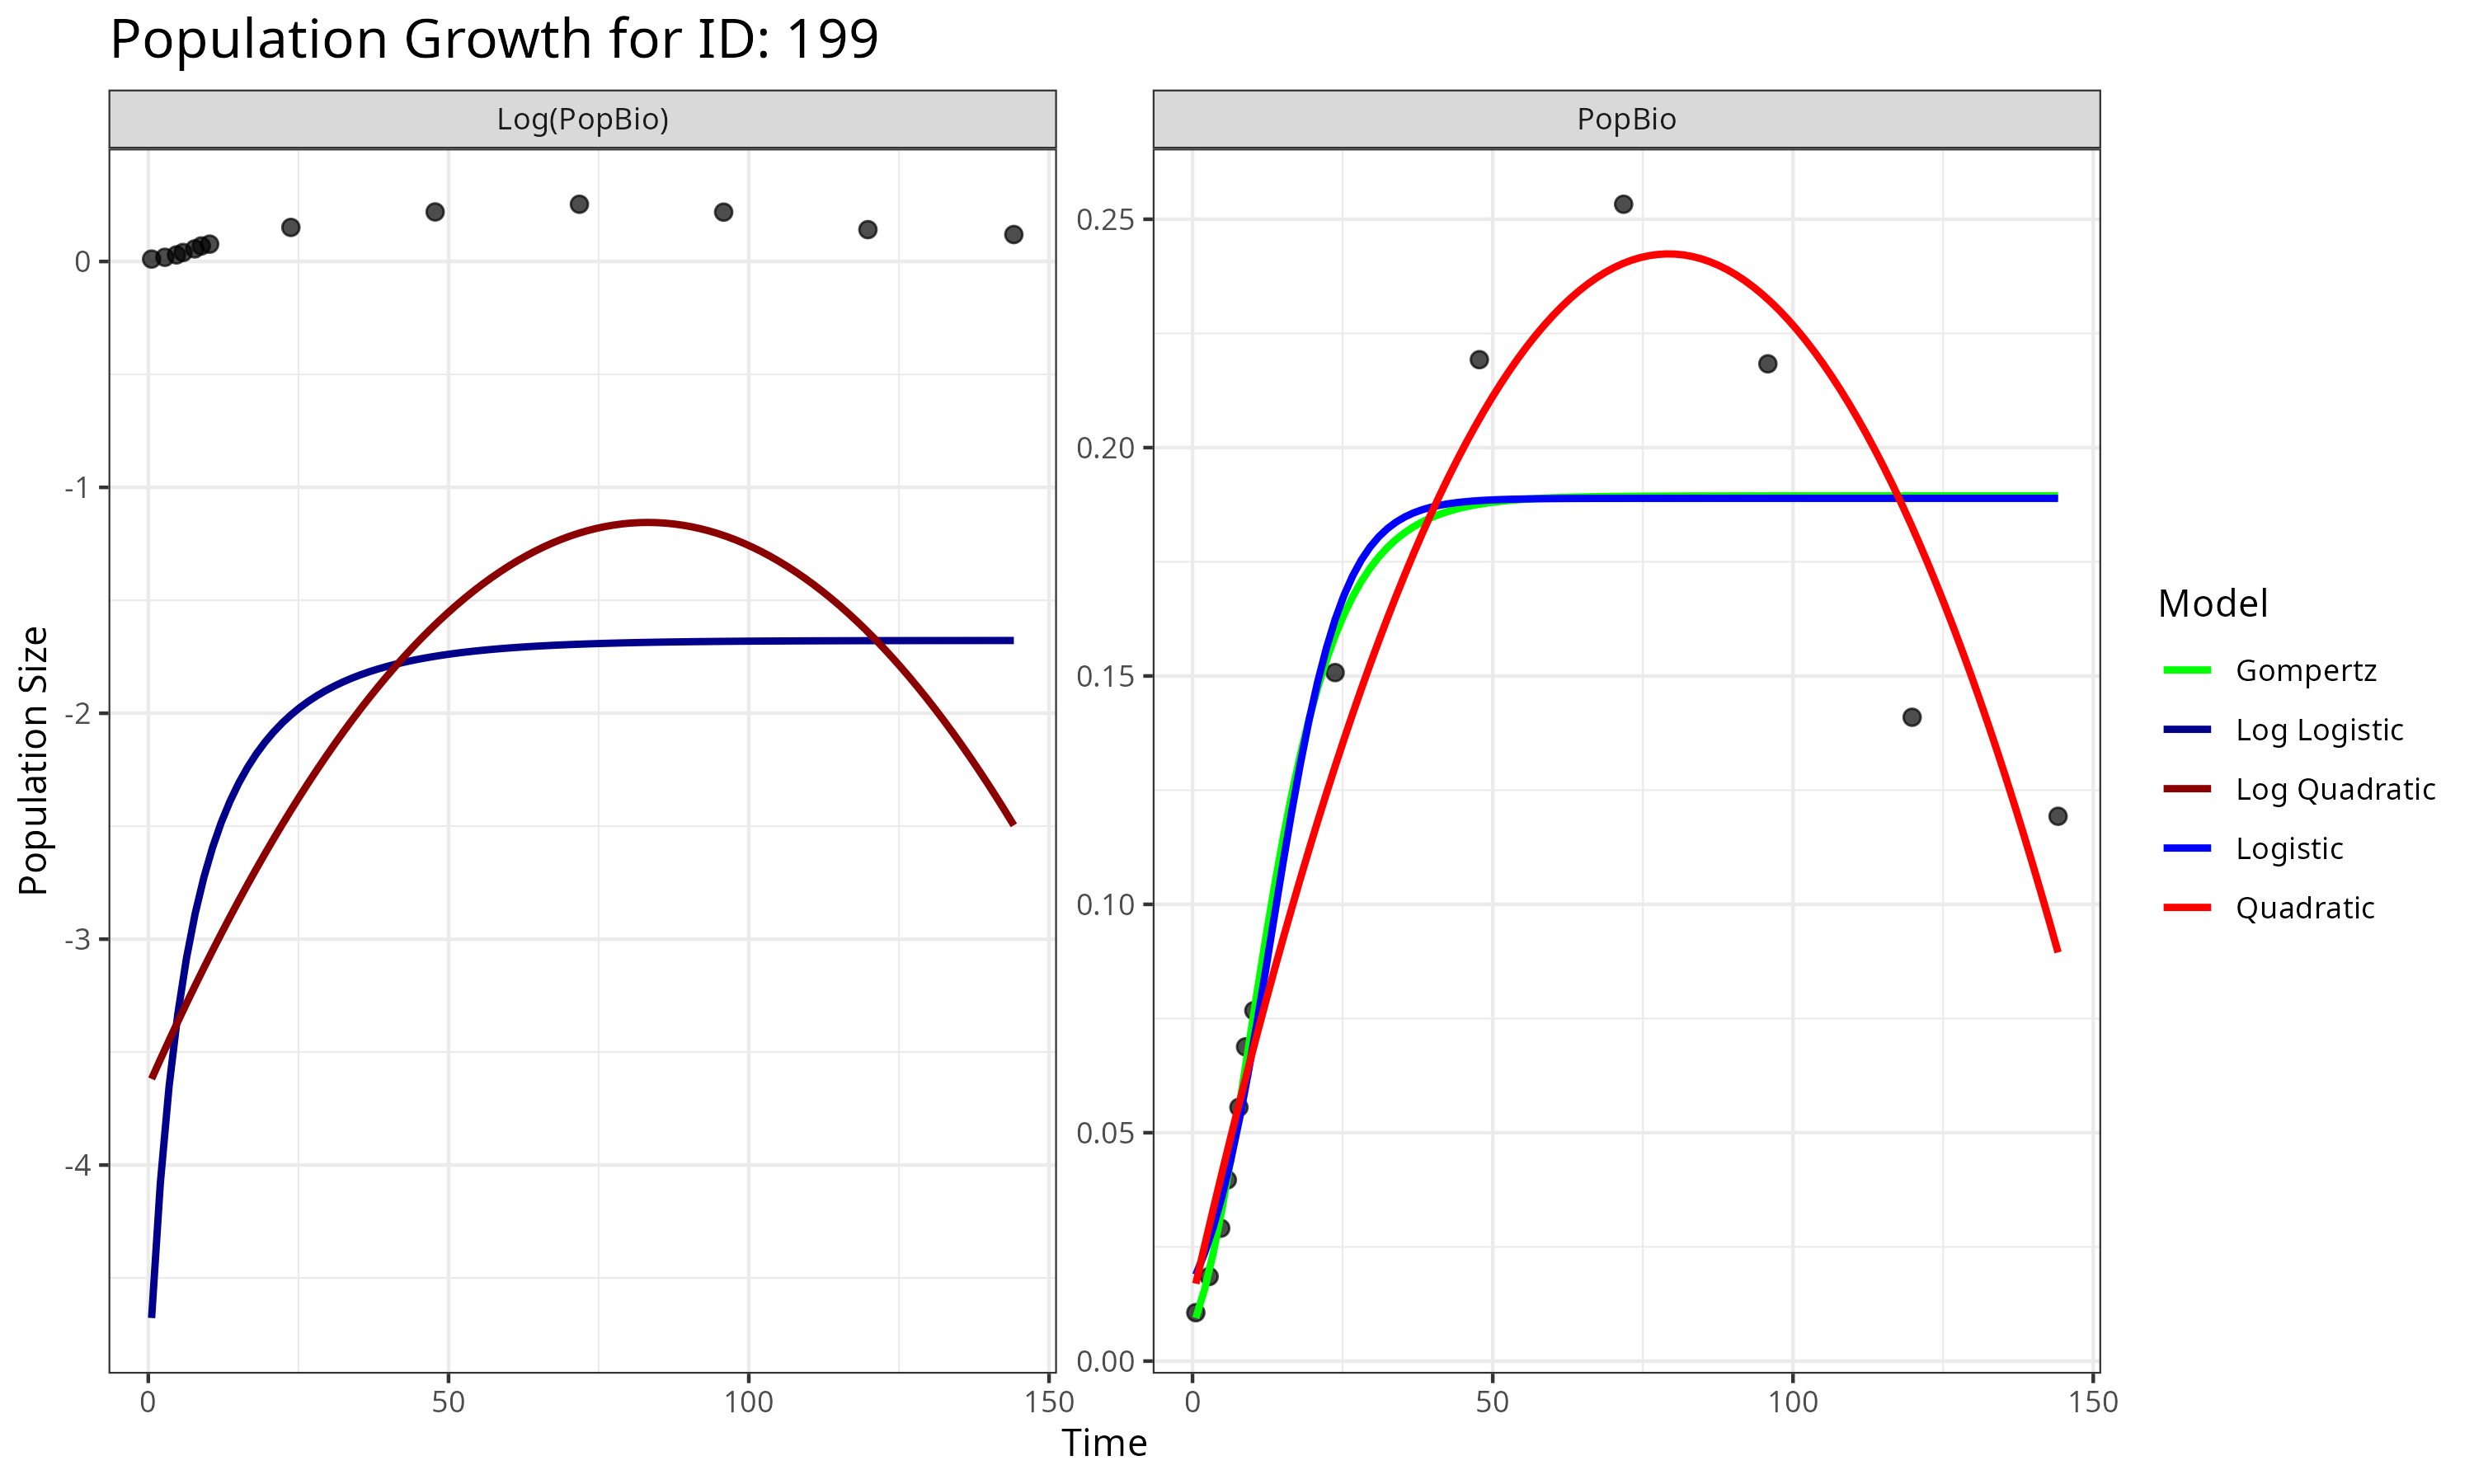 Population Growth for ID: 199
Log(PopBio)
PopBio
Population Size
0
-1
-2
-3
-4
0.25
0.20
0.15
0.10
0.05
0.00
0 50 100 150
0 50 100 150
Time
Model
Gompertz
Log Logistic
Log Quadratic
Logistic
Quadratic